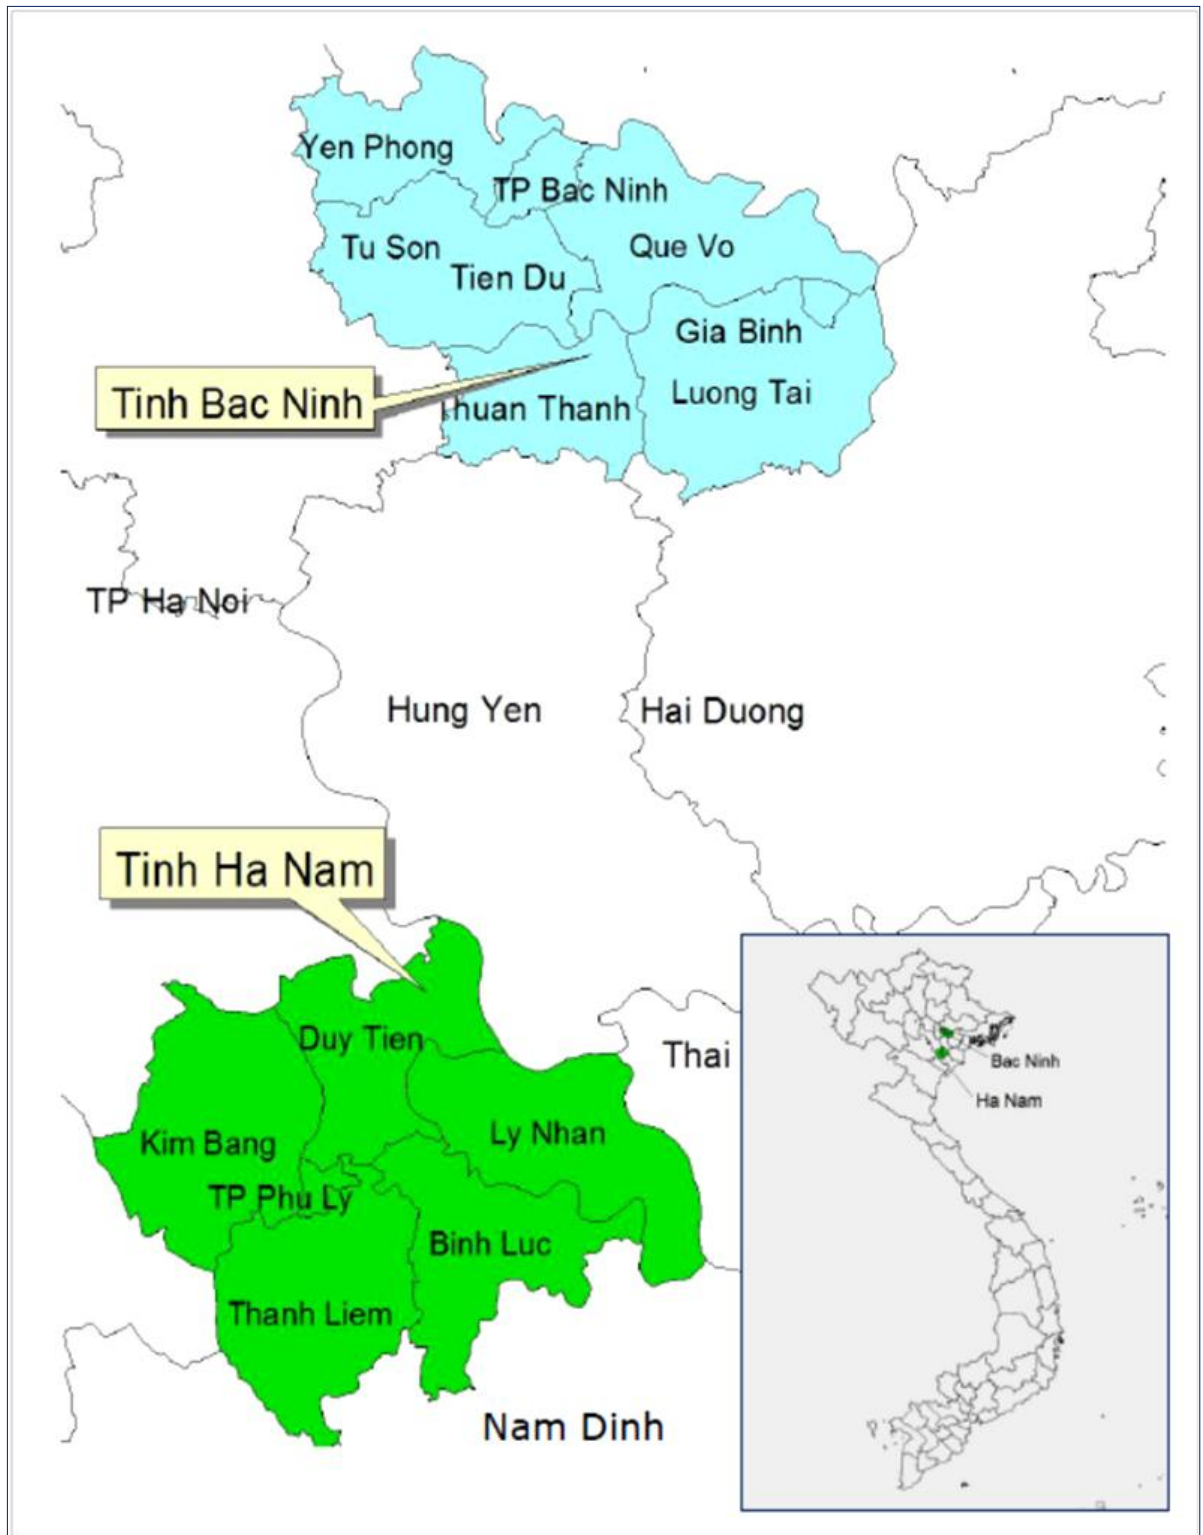 Yen Phong
TP Bac Ninh
Tu Son
Que Vo
Tien Du
Gia Binh
Tinh Bac Ninh
Luong Tai
huan Thanh
TP Ha Noi
Hung Yen
Hai Duong
Tinh Ha Nam
Duy Tien
Thai
Bac Ninh
Ha Nam
Kim Bang
Ly Nhan
TP Phu Ly
Binh Luc
Thanh Liem
Nam Dinh